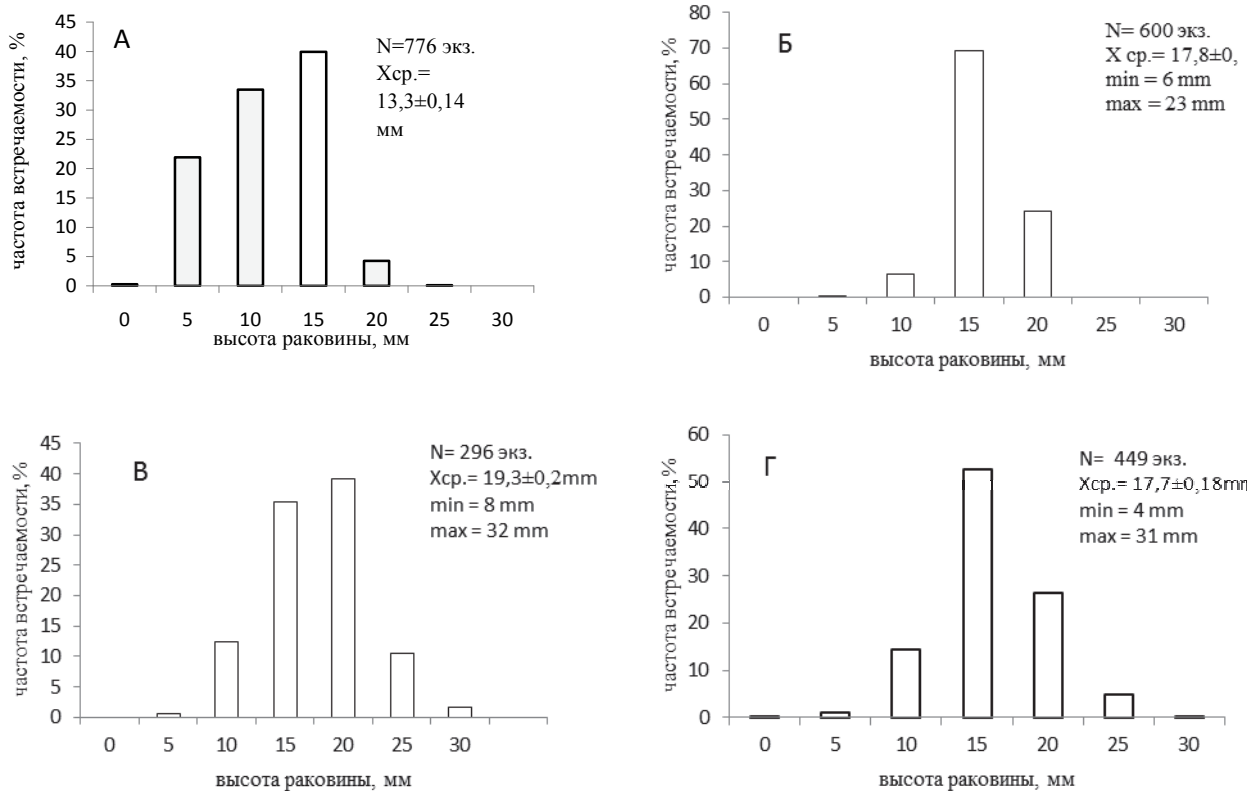 А
N=776 экз.
Xср.=
13,3±0,14
мм
частота встречаемости, %
45
40
35
30
25
20
15
10
5
0
0 5 10 15 20 25 30
высота раковины, мм
Б
N= 600 экз.
X ср.= 17,8±0,
min = 6 mm
max = 23 mm
частота встречаемости, %
80
70
60
50
40
30
20
10
0
0 5 10 15 20 25 30
высота раковины, мм
В
N= 296 экз.
Xср.= 19,3±0,2mm
min = 8 mm
max = 32 mm
частота встречаемости, %
45
40
35
30
25
20
15
10
5
0
0 5 10 15 20 25 30
высота раковины, мм
Г
N= 449 экз.
Xср.= 17,7±0,18mm
min = 4 mm
max = 31 mm
частота встречаемости, %
60
50
40
30
20
10
0
0 5 10 15 20 25 30
высота раковины, мм